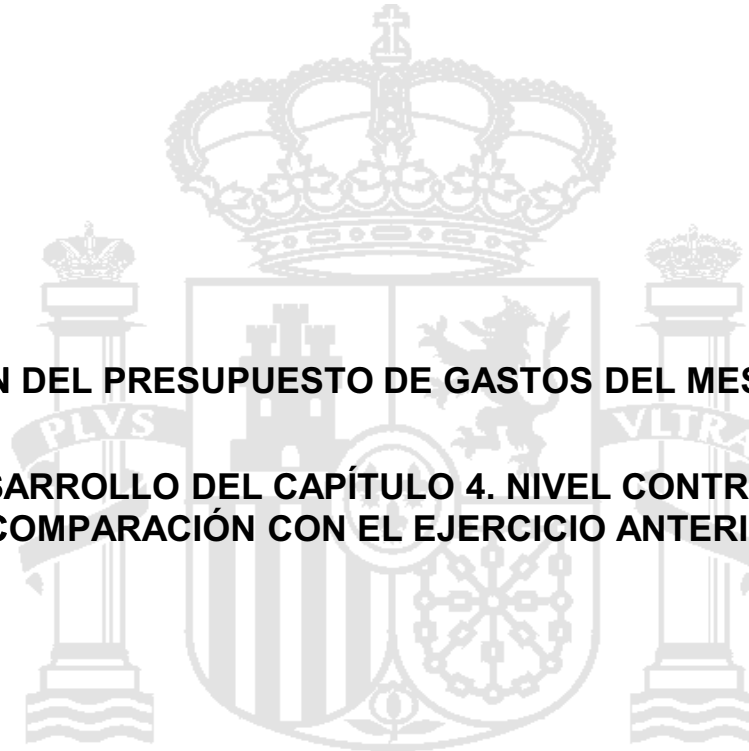 N DEL PRESUPUESTO DE GASTOS DEL MES
PLVS
VLTRA
SARROLLO DEL CAPÍTULO 4. NIVEL CONTR
COMPARACIÓN CON EL EJERCICIO ANTERI